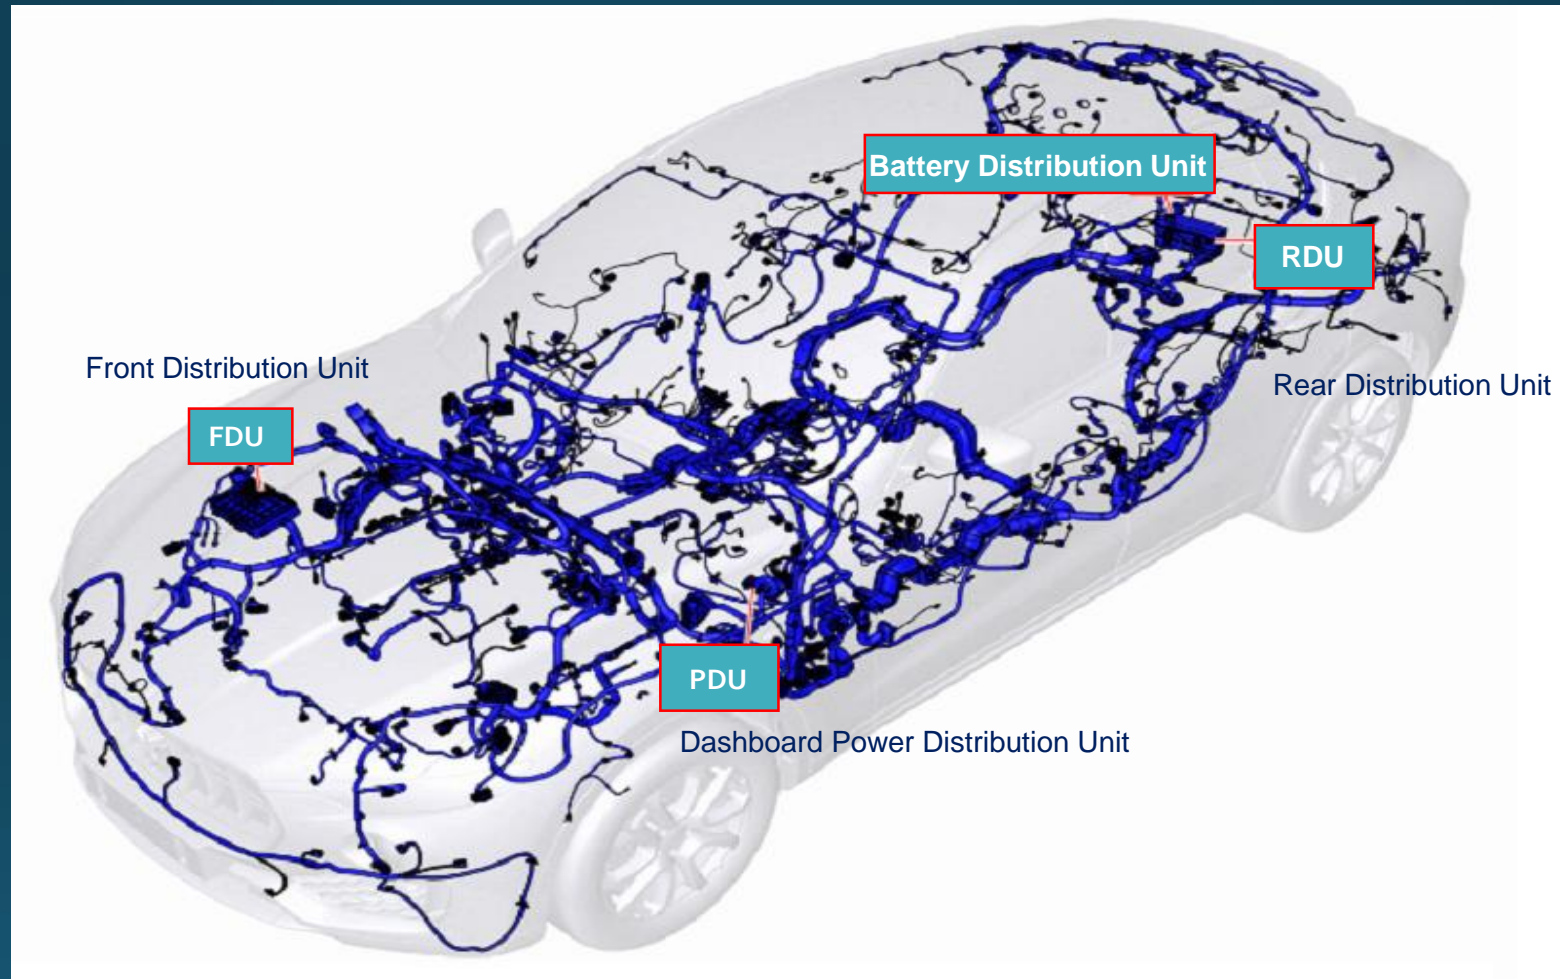 Battery Distribution Unit
RDU
Front Distribution Unit
Rear Distribution Unit
FDU
PDU
Dashboard Power Distribution Unit